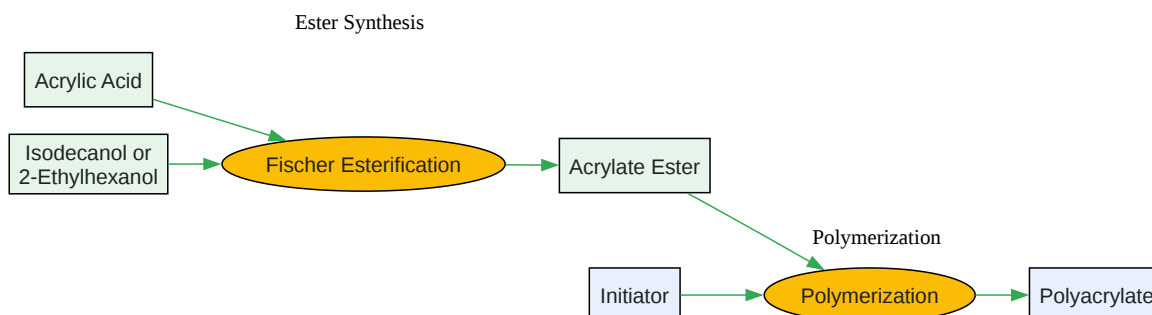 Ester Synthesis
Acrylic Acid
Isodecanol or
2-Ethylhexanol
Fischer Esterification
Acrylate Ester
Polymerization
Initiator
Polymerization
Polyacrylate